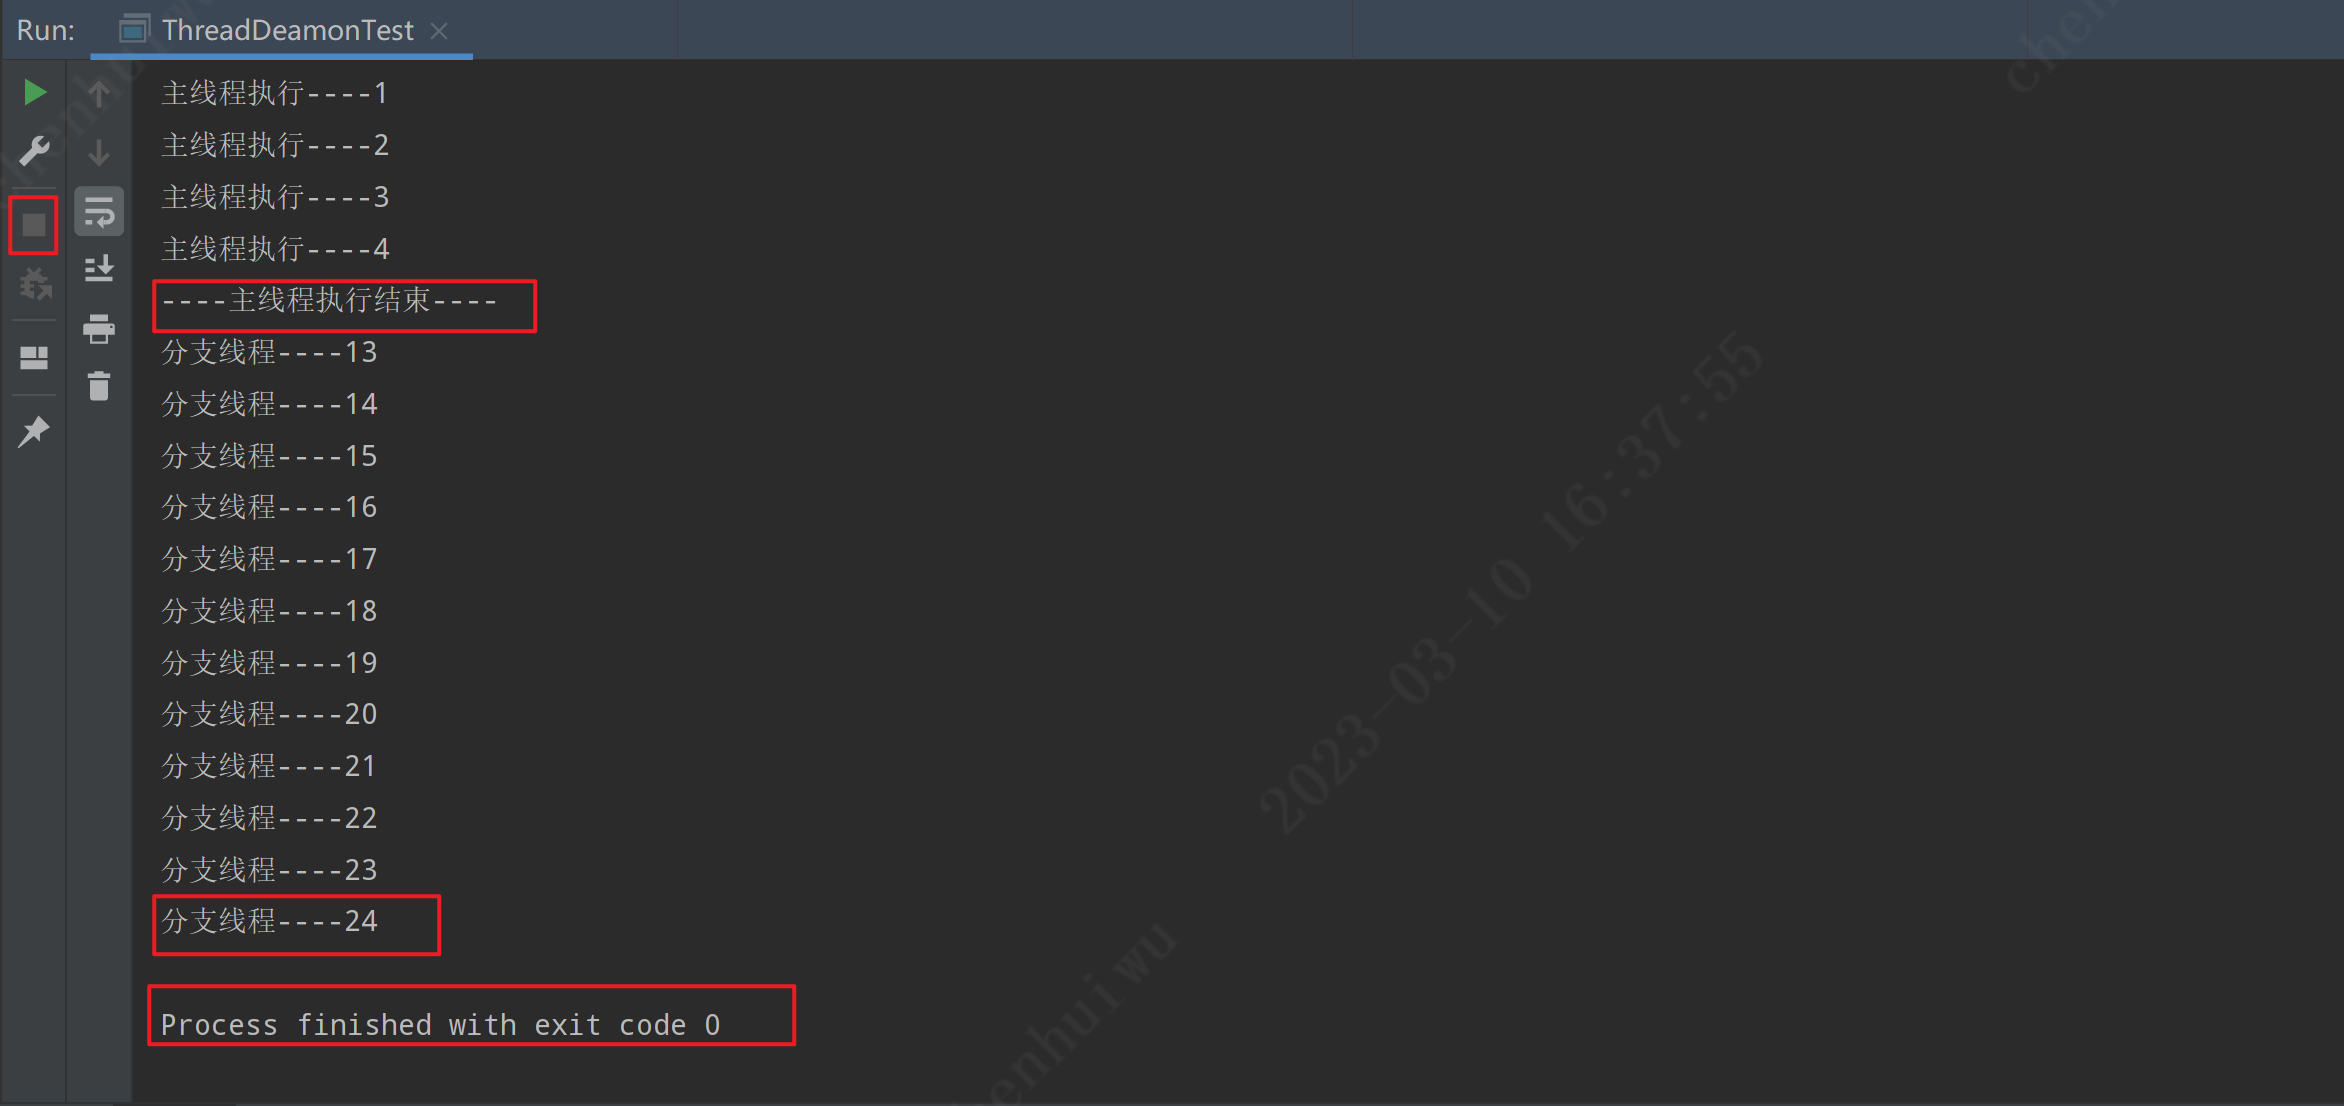 Run: ThreadDeamonTest
主线程执行----1
主线程执行----2
主线程执行----3
主线程执行----4
----主线程执行结束----
分支线程----13
分支线程----14
分支线程----15
分支线程----16
分支线程----17
分支线程----18
分支线程----19
分支线程----20
分支线程----21
分支线程----22
分支线程----23
分支线程----24
Process finished with exit code 0
2023-03-10 16:37:55
chenhuiwu
henhuiwu
chen